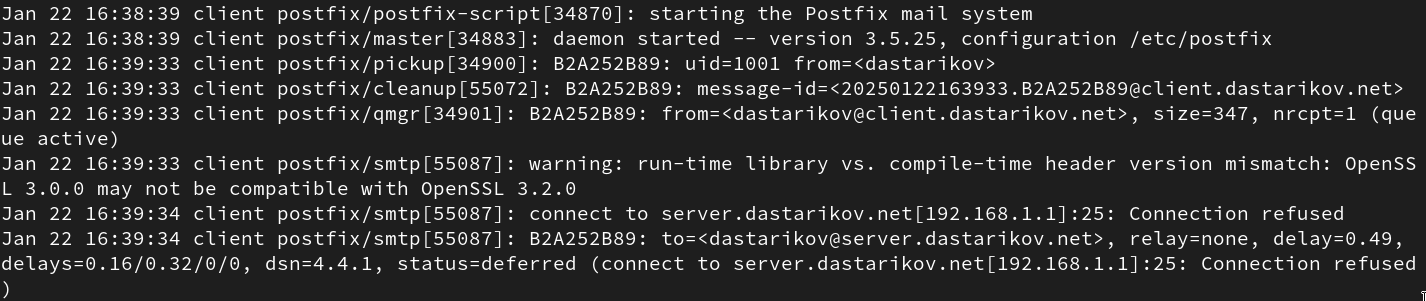 Jan 22 16:38:39 client postfix/postfix-script[34870]: starting the Postfix mail system
Jan 22 16:38:39 client postfix/master[34883]: daemon started -- version 3.5.25, configuration /etc/postfix
Jan 22 16:39:33 client postfix/pickup[34900]: B2A252B89: uid=1001 from=<dastarikov>
Jan 22 16:39:33 client postfix/cleanup[55072]: B2A252B89: message-id=<20250122163933.B2A252B89@client.dastarikov.net>
Jan 22 16:39:33 client postfix/qmgr[34901]: B2A252B89: from=<dastarikov@client.dastarikov.net>, size=347, nrcpt=1 (que
ue active)
Jan 22 16:39:33 client postfix/smtp[55087]: warning: run-time library vs. compile-time header version mismatch: OpenSS
L 3.0.0 may not be compatible with OpenSSL 3.2.0
Jan 22 16:39:34 client postfix/smtp[55087]: connect to server.dastarikov.net[192.168.1.1]:25: Connection refused
Jan 22 16:39:34 client postfix/smtp[55087]: B2A252B89: to=<dastarikov@server.dastarikov.net>, relay=none, delay=0.49,
delays=0.16/0.32/0/0, dsn=4.4.1, status=deferred (connect to server.dastarikov.net[192.168.1.1]:25: Connection refused
)